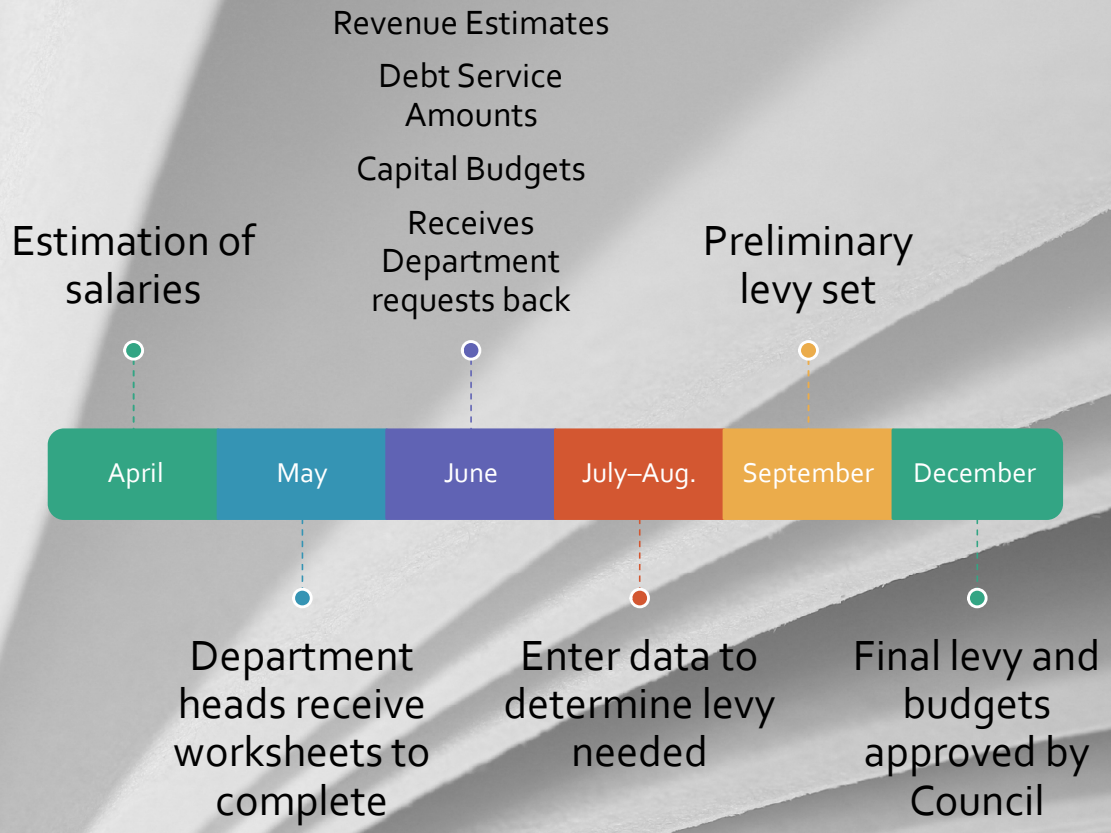 Revenue Estimates
Debt Service
Amounts
Capital Budgets
Receives
Department
requests back
Estimation of
salaries
Preliminary
levy set
April
May
June
July–Aug.
September
December
Department
heads receive
worksheets to
complete
Enter data to
determine levy
needed
Final levy and
budgets
approved by
Council